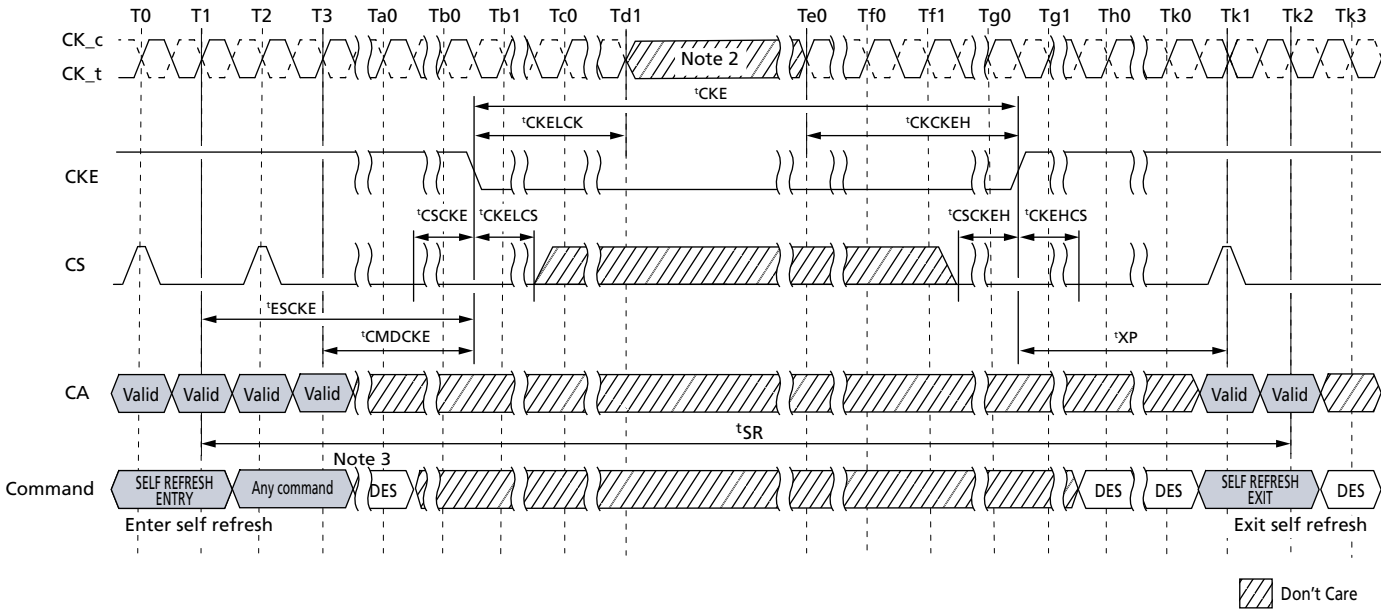 T0 T1 T2 T3 Ta0 Tb0 Tb1 Tc0 Td1 Te0 Tf0 Tf1 Tg0 Tg1 Th0 Tk0 Tk1 Tk2 Tk3
CK_c
CK_t
Note 2
tCKE
tCKELCK tCKCKEH
CKE
tCSCKE tCKELCS tCSCKEH tCKEHCS
CS
tESCKE
tCMDCKE tXP
CA Valid Valid Valid Valid Valid Valid
tSR
Note 3
Command SELF REFRESH ENTRY Any command DES DES DES SELF REFRESH EXIT DES
Enter self refresh Exit self refresh
Don't Care